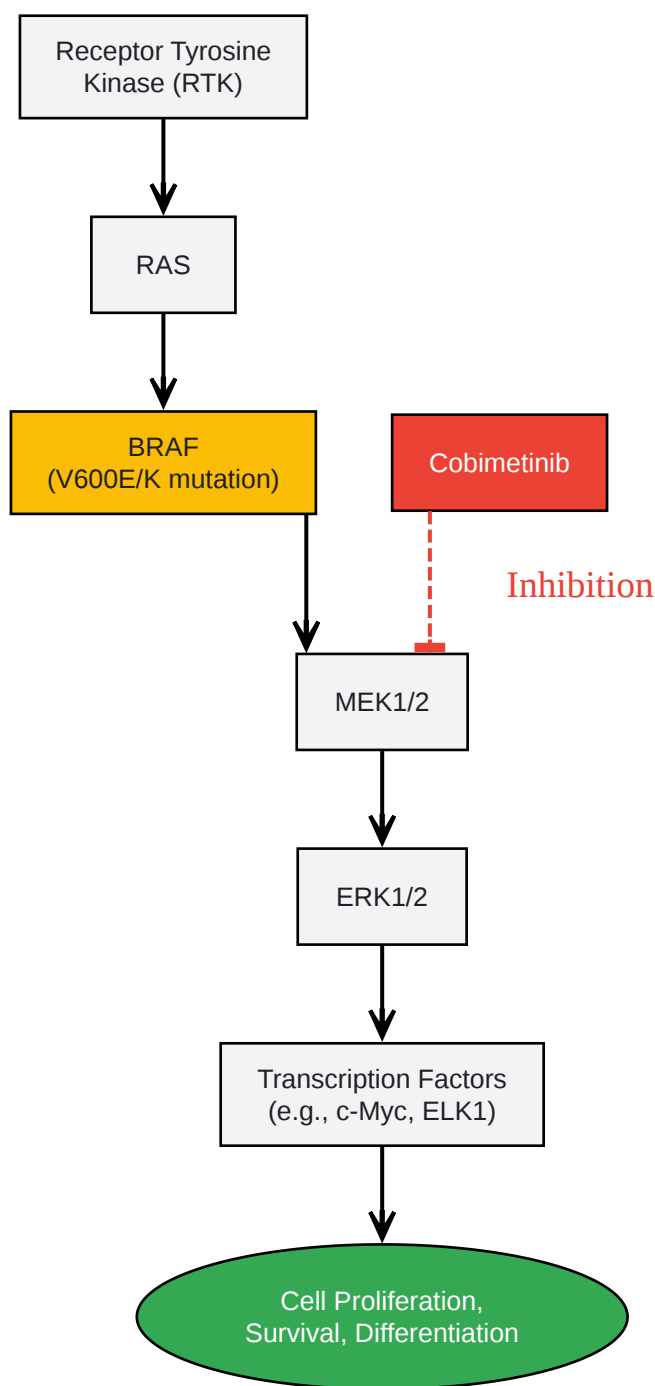 Receptor Tyrosine
Kinase (RTK)
RAS
BRAF
(V600E/K mutation)
Cobimetinib
Inhibition
MEK1/2
ERK1/2
Transcription Factors
(e.g., c-Myc, ELK1)
Cell Proliferation,
Survival, Differentiation